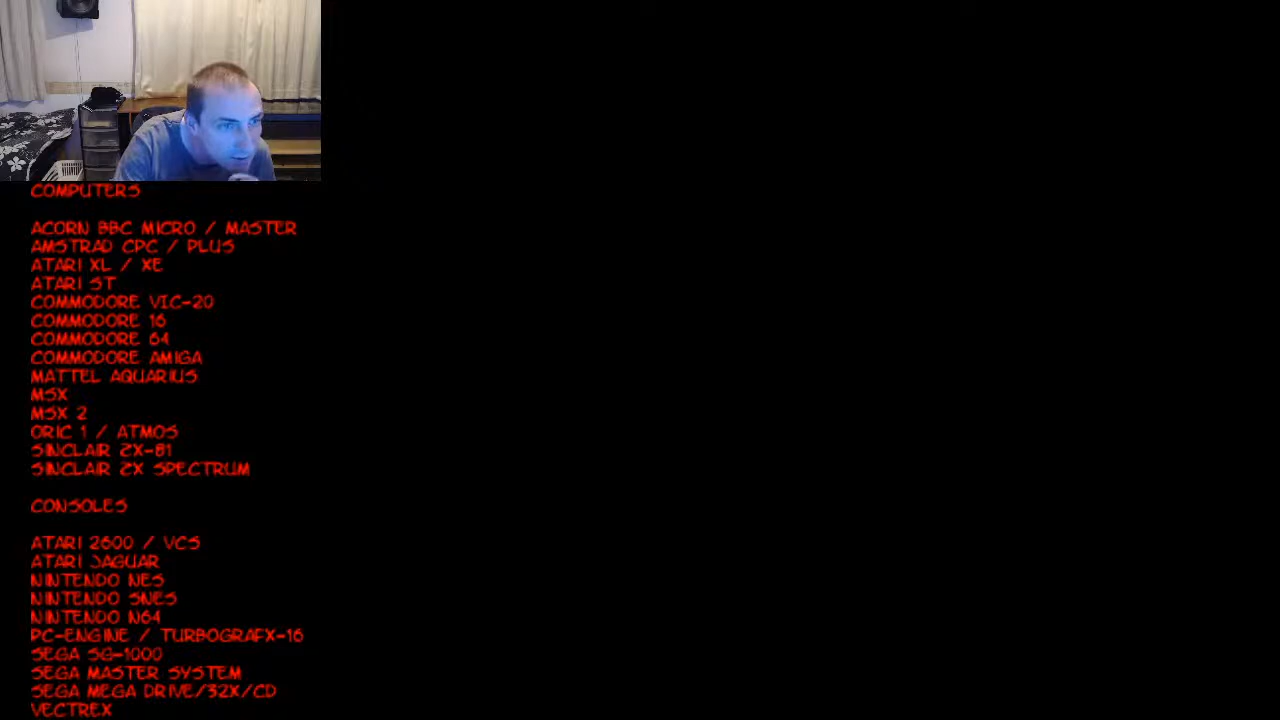 COMPUTERS
ACORN BBC MICRO / MASTER
AMSTRAD CPC / PLUS
ATARI XL / XE
ATARI ST
COMMODORE VIC-20
COMMODORE 16
COMMODORE 64
COMMODORE AMIGA
MATTEL AQUARIUS
MSX
MSX 2
ORIC 1 / ATMOS
SINCLAIR ZX-81
SINCLAIR ZX SPECTRUM
CONSOLES
ATARI 2600 / VCS
ATARI JAGUAR
NINTENDO NES
NINTENDO SNES
NINTENDO N64
PC-ENGINE / TURBOGRAFX-16
SEGA SG-1000
SEGA MASTER SYSTEM
SEGA MEGA DRIVE/32X/CD
VECTREX